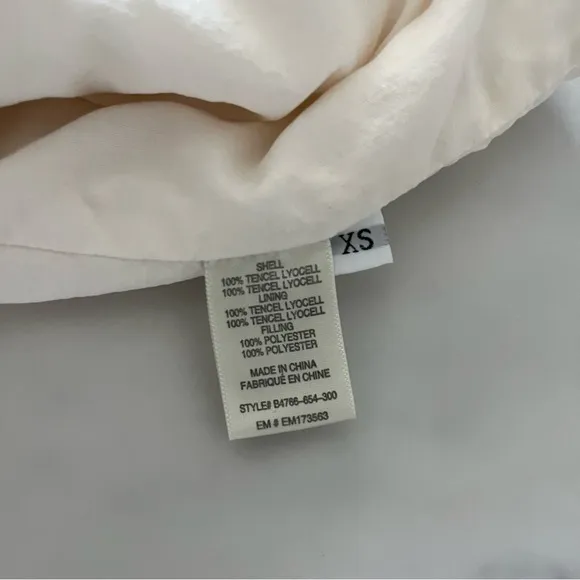 XS
SHELL
100% TENCEL LYOCELL
100% TENCEL LYOCELL
LINING
100% TENCEL LYOCELL
100% TENCEL LYOCELL
FILLING
100% POLYESTER
100% POLYESTER
MADE IN CHINA
FABRIQUÉ EN CHINE
STYLE# B4766-654-300
EM # EM173563